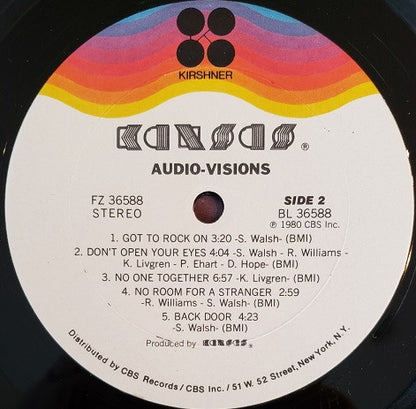 KIRSHNER
KANSAS®
AUDIO-VISIONS
FZ 36588
STEREO
SIDE 2
BL 36588
℗ 1980 CBS Inc.
1. GOT TO ROCK ON 3:20 -S. Walsh- (BMI)
2. DON'T OPEN YOUR EYES 4:04 -S. Walsh - R. Williams -
K. Livgren - P. Ehart - D. Hope- (BMI)
3. NO ONE TOGETHER 6:57 -K. Livgren- (BMI)
4. NO ROOM FOR A STRANGER 2:59
-R. Williams - S. Walsh- (BMI)
5. BACK DOOR 4:23
-S. Walsh- (BMI)
Produced by KANSAS®
Distributed by CBS Records/CBS Inc./51 W. 52 Street, New York, N.Y.